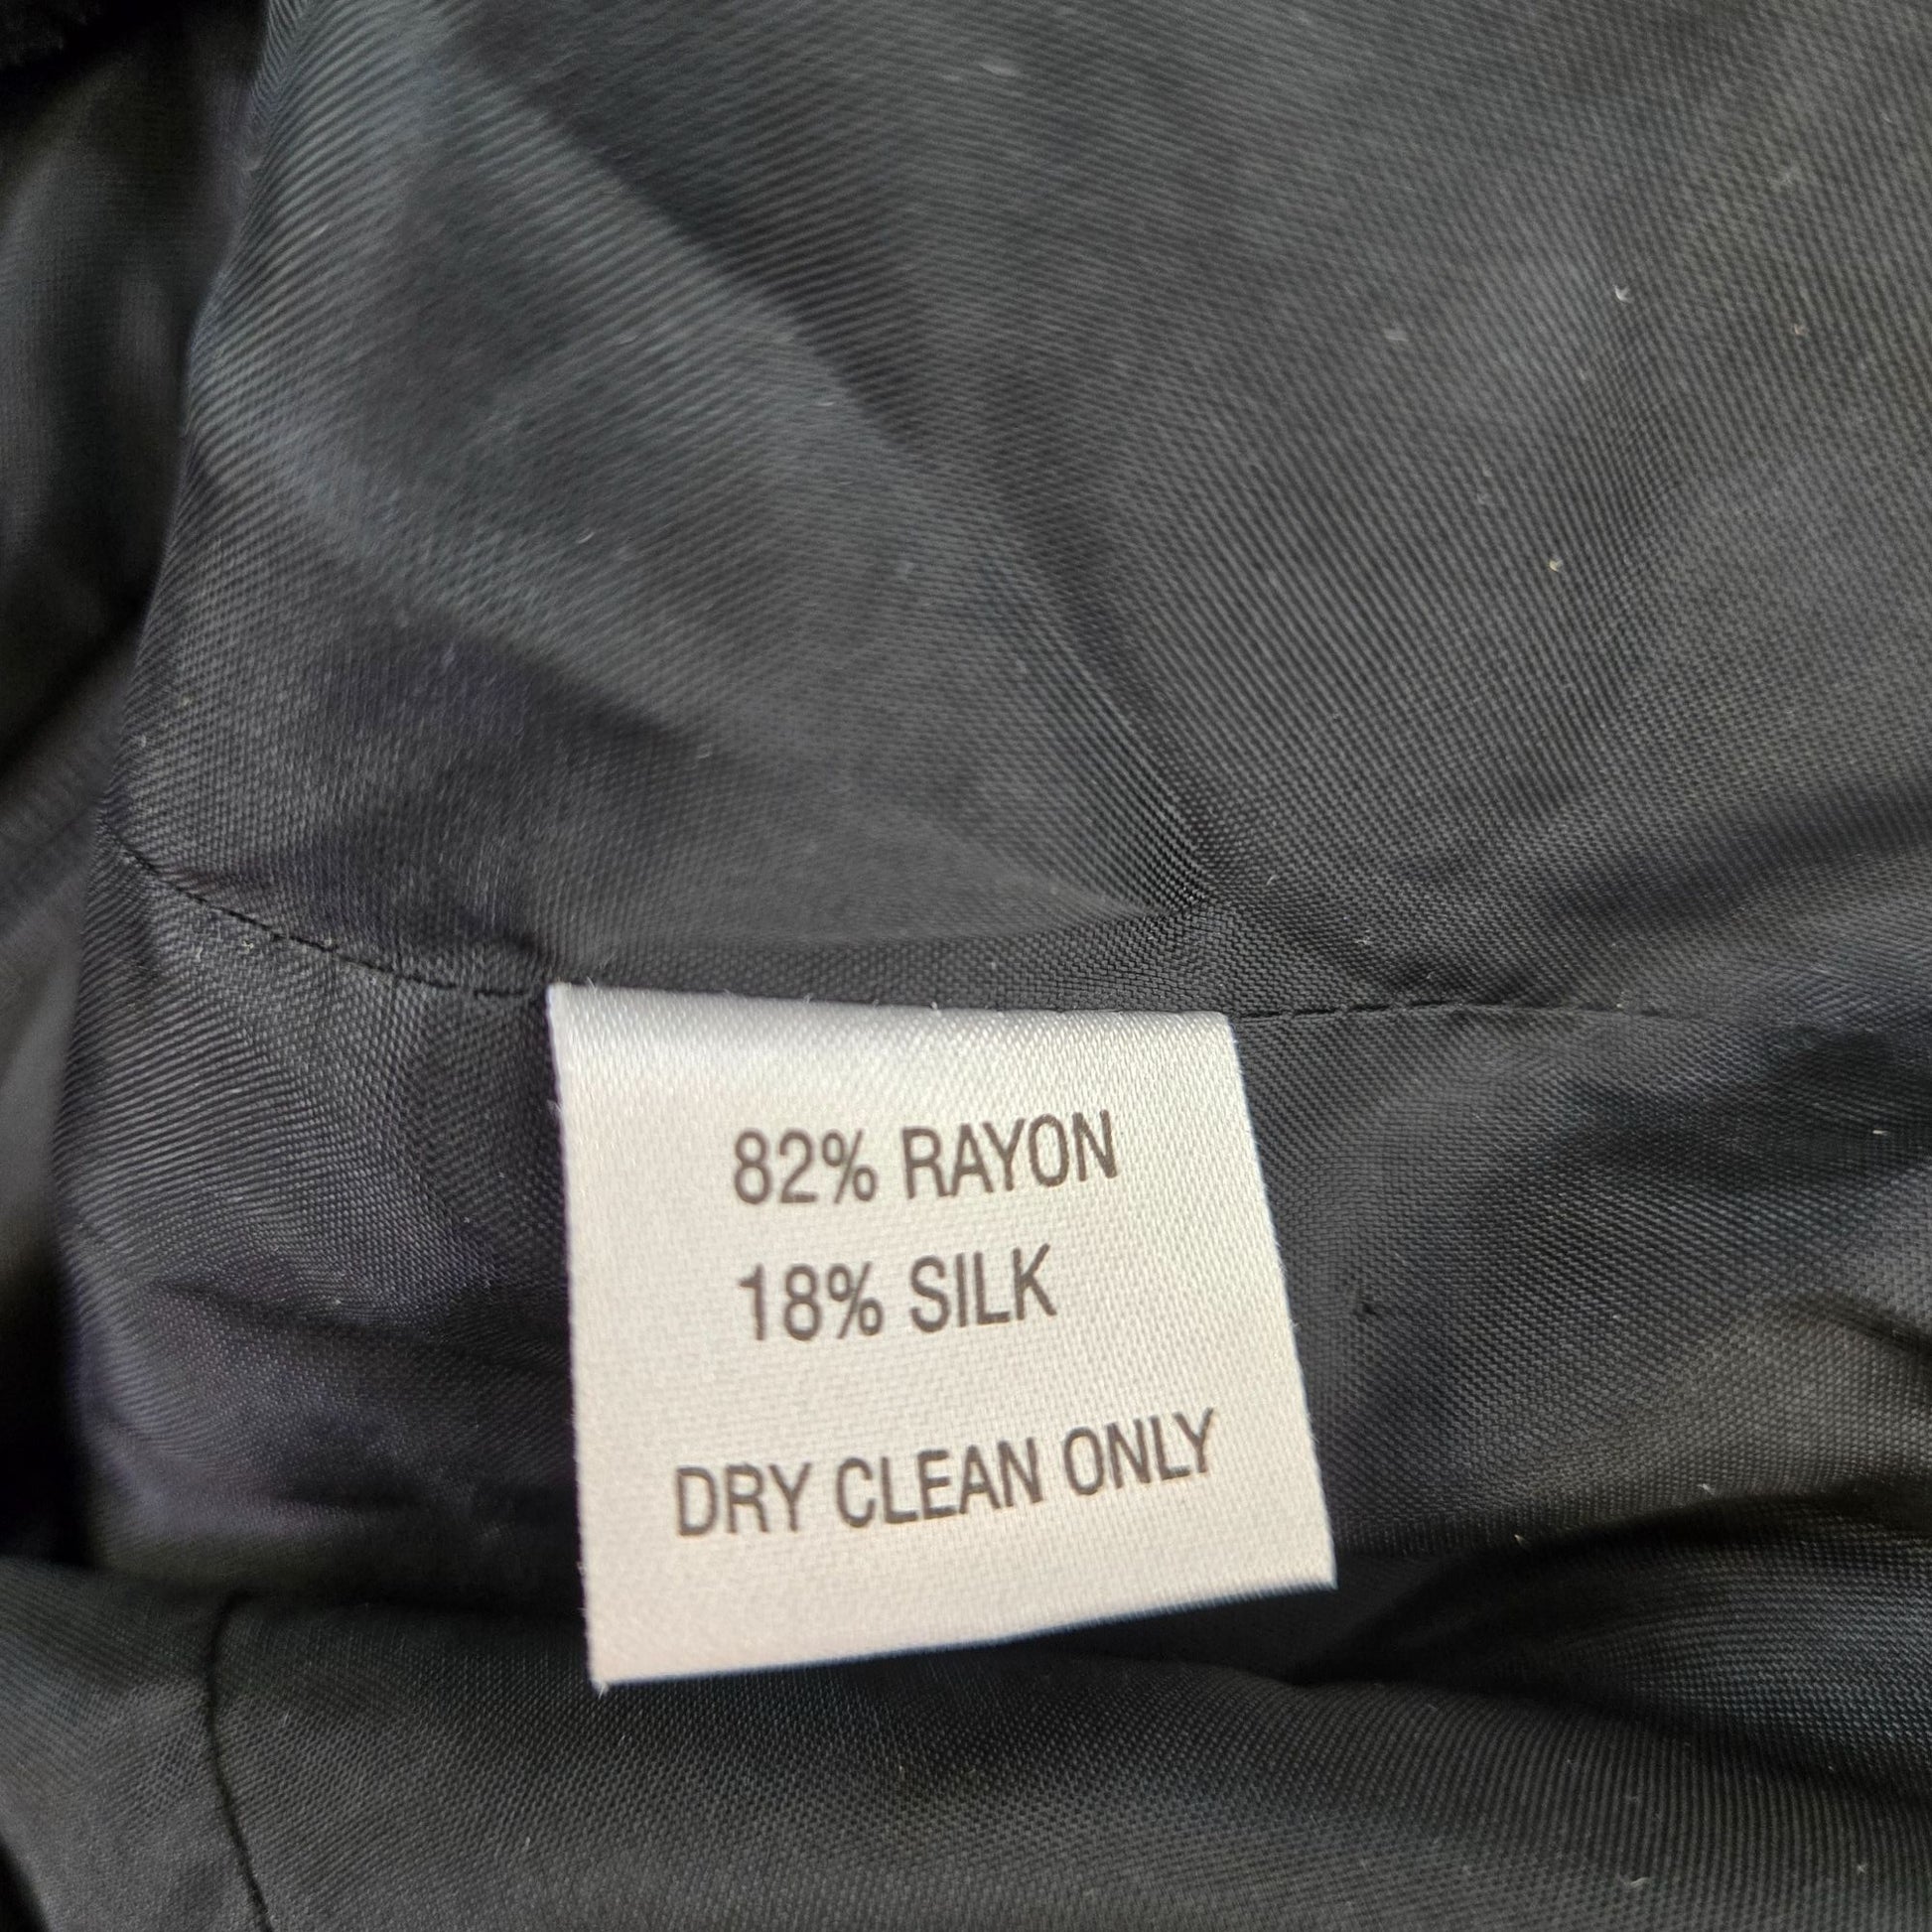 82% RAYON
18% SILK
DRY CLEAN ONLY